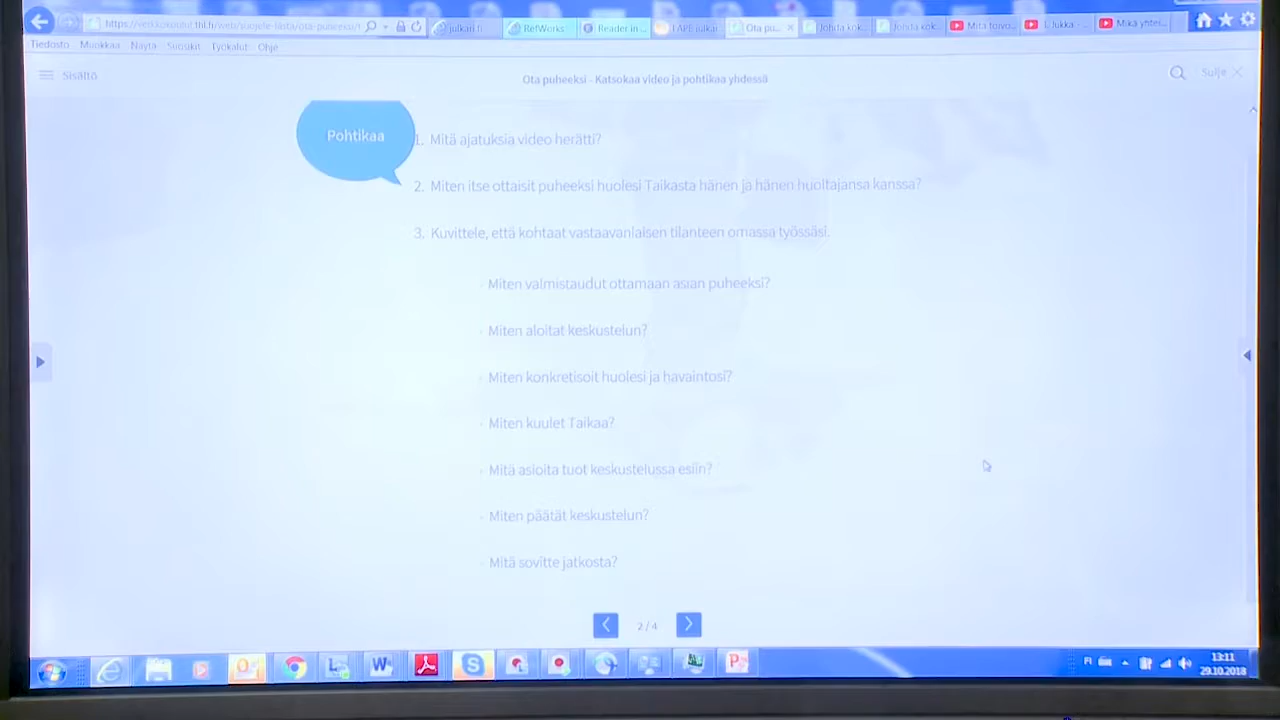 Tiedosto Muokkaa Näytä Suosikit Työkalut Ohje
Sisältö
Ota puheeksi - Katsokaa video ja pohtikaa yhdessä
Sulje
Pohtikaa
1. Mitä ajatuksia video herätti?
2. Miten itse ottaisit puheeksi huolesi Taikasta hänen ja hänen huoltajansa kanssa?
3. Kuvittele, että kohtaat vastaavanlaisen tilanteen omassa työssäsi.
- Miten valmistaudut ottamaan asian puheeksi?
- Miten aloitat keskustelun?
- Miten konkretisoit huolesi ja havaintosi?
- Miten kuulet Taikaa?
- Mitä asioita tuot keskustelussa esiin?
- Miten päätät keskustelun?
- Mitä sovitte jatkosta?
2 / 4
FI
13:11
29.10.2018